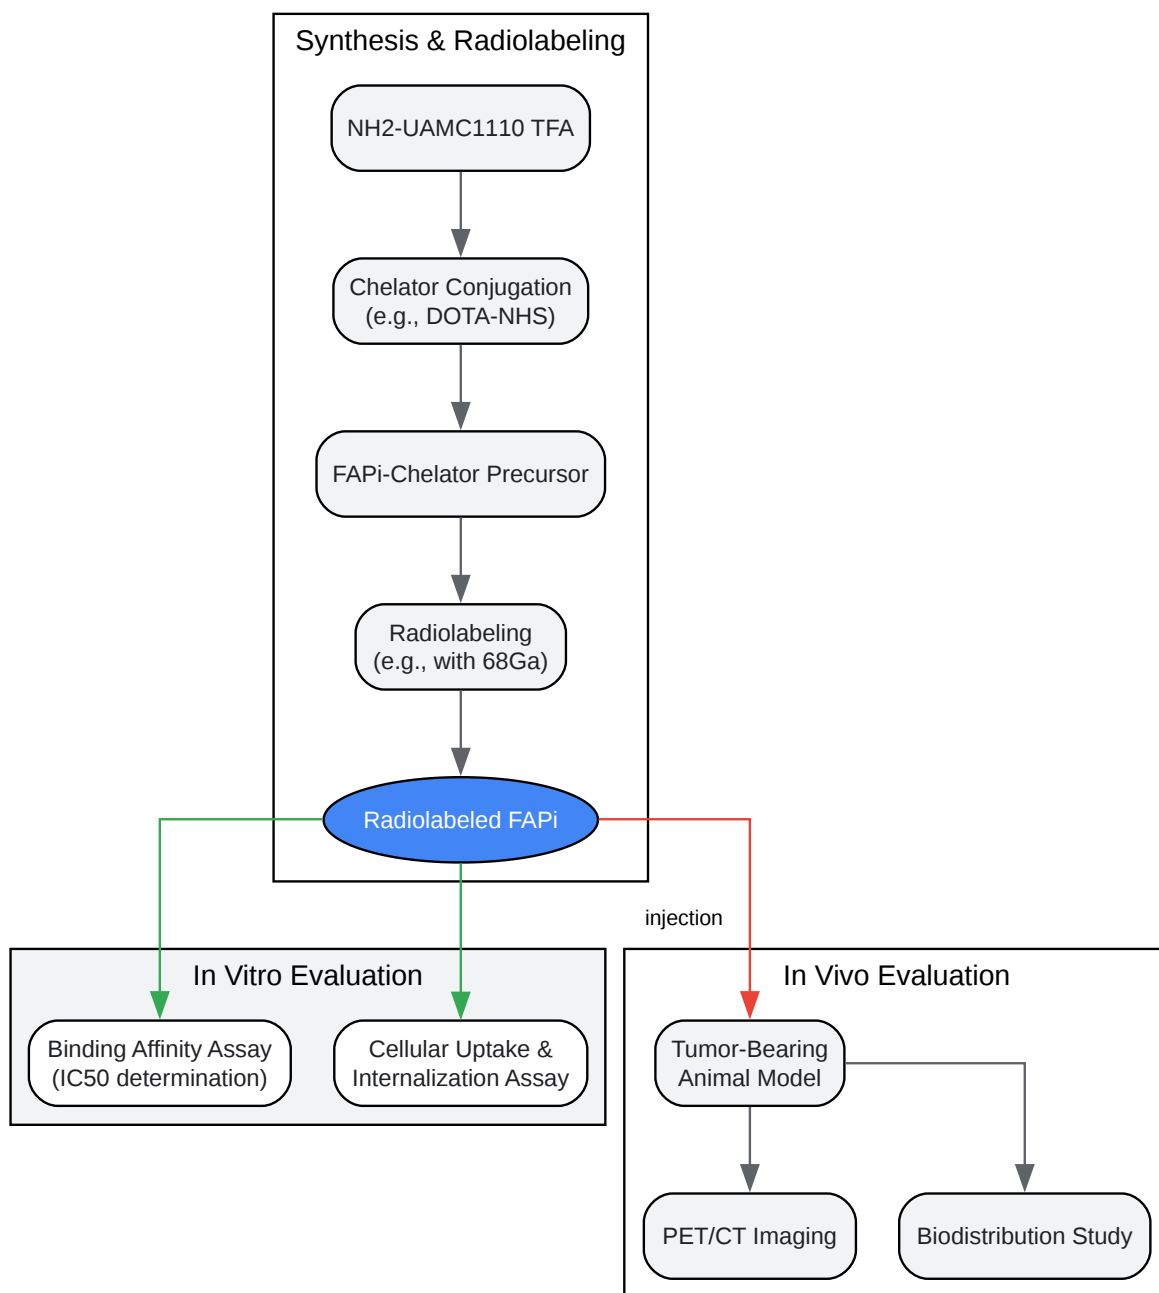 Synthesis & Radiolabeling
NH2-UAMC1110 TFA
Chelator Conjugation
(e.g., DOTA-NHS)
FAPi-Chelator Precursor
Radiolabeling
(e.g., with 68Ga)
Radiolabeled FAPi
injection
In Vitro Evaluation
Binding Affinity Assay
(IC50 determination)
Cellular Uptake &
Internalization Assay
In Vivo Evaluation
Tumor-Bearing
Animal Model
PET/CT Imaging
Biodistribution Study